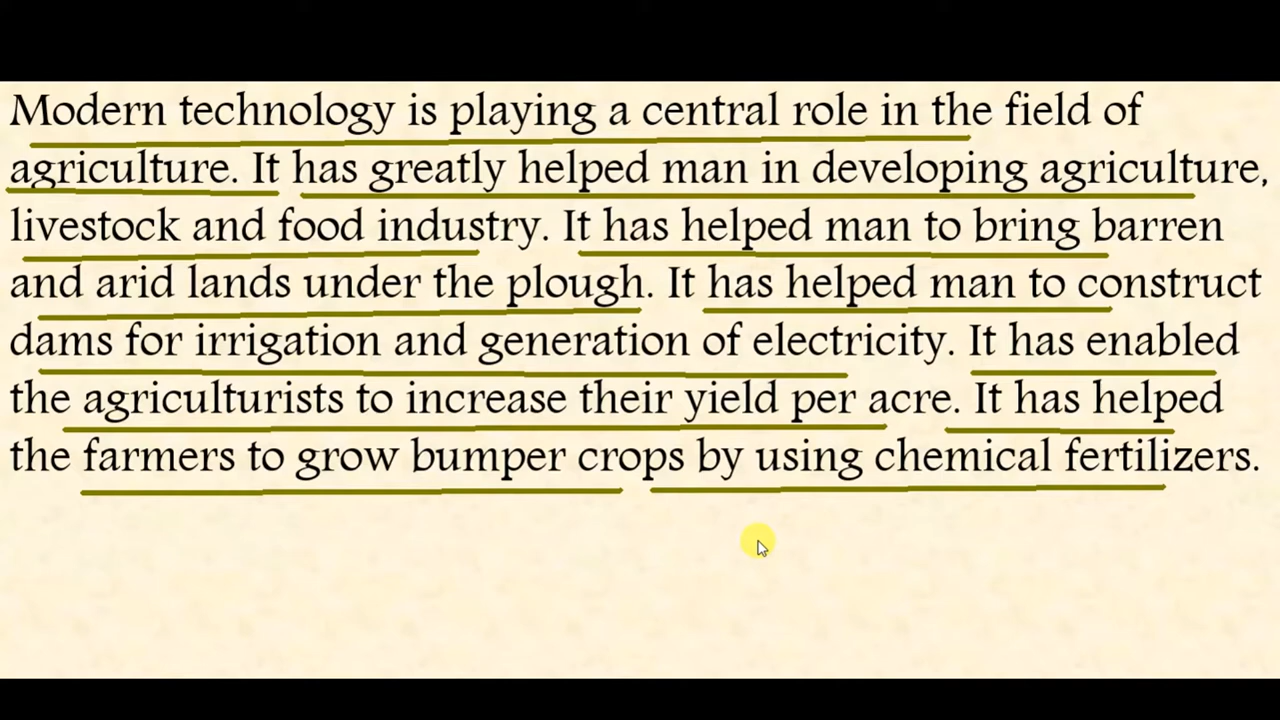 Modern technology is playing a central role in the field of
agriculture. It has greatly helped man in developing agriculture,
livestock and food industry. It has helped man to bring barren
and arid lands under the plough. It has helped man to construct
dams for irrigation and generation of electricity. It has enabled
the agriculturists to increase their yield per acre. It has helped
the farmers to grow bumper crops by using chemical fertilizers.